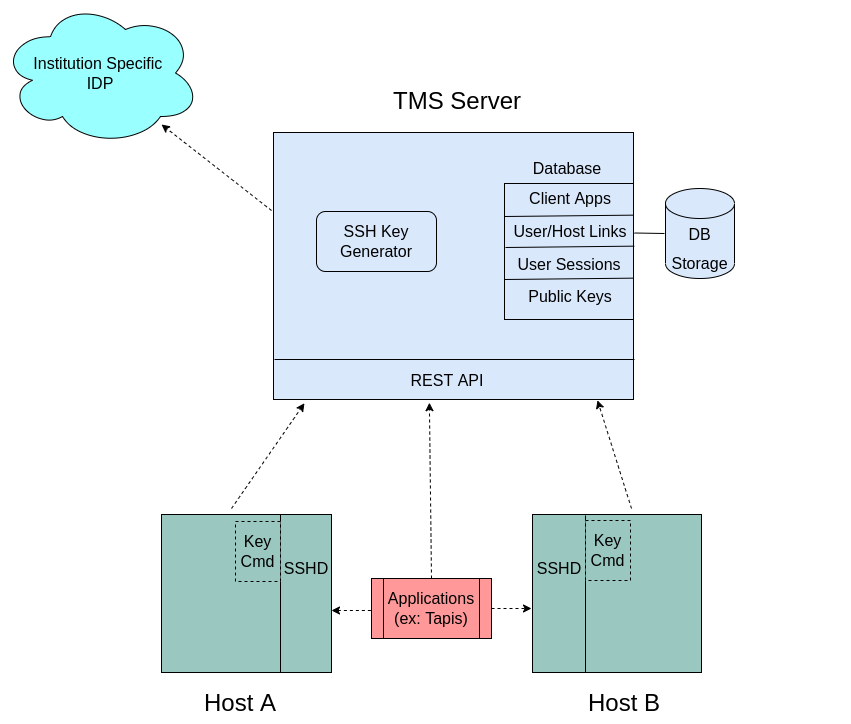 Institution Specific
IDP
TMS Server
Database
Client Apps
User/Host Links
User Sessions
Public Keys
SSH Key
Generator
DB
Storage
REST API
Key
Cmd
SSHD
Applications
(ex: Tapis)
SSHD
Key
Cmd
Host A
Host B